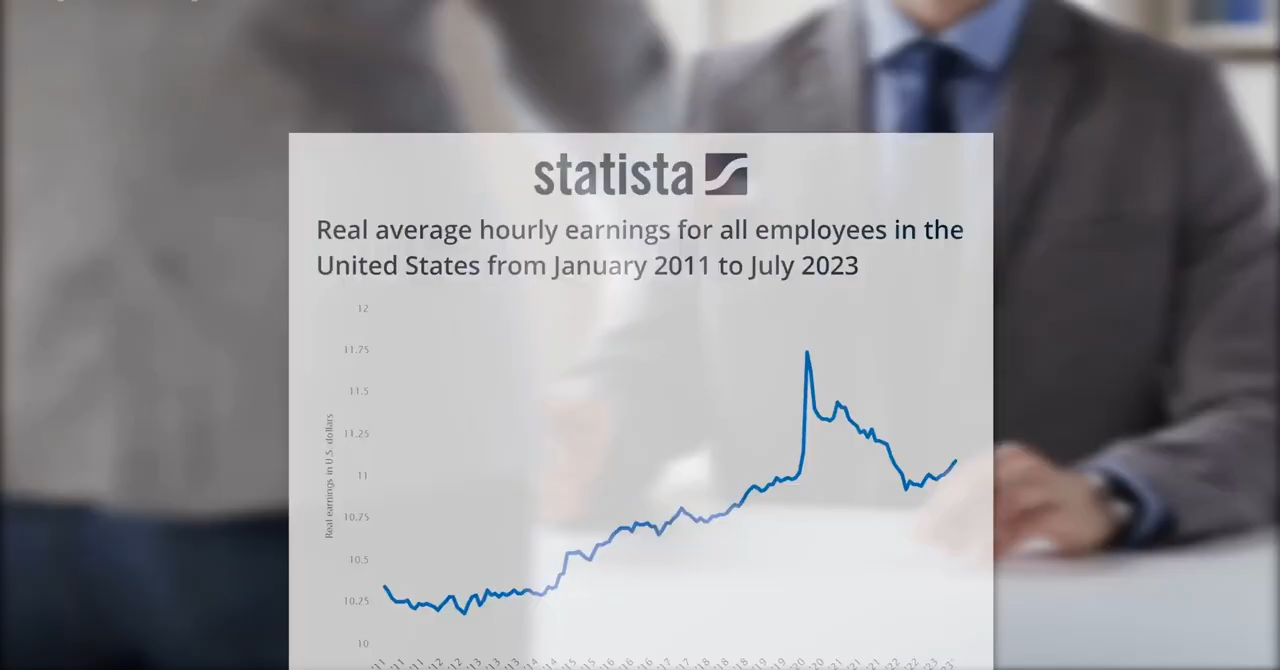 statista
Real average hourly earnings for all employees in the
United States from January 2011 to July 2023
12
11.75
11.5
11.25
11
10.75
10.5
10.25
10
Real earnings in U.S. dollars